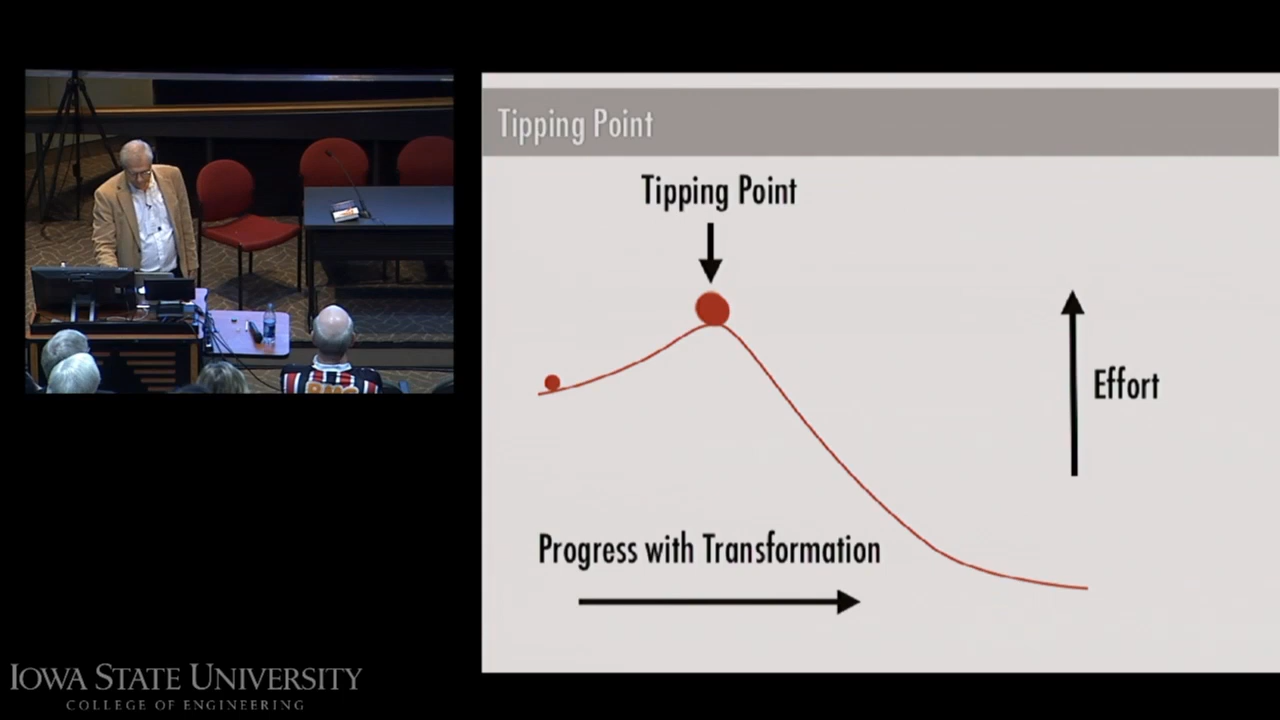 Tipping Point
Tipping Point
Effort
Progress with Transformation
IOWA STATE UNIVERSITY
COLLEGE OF ENGINEERING